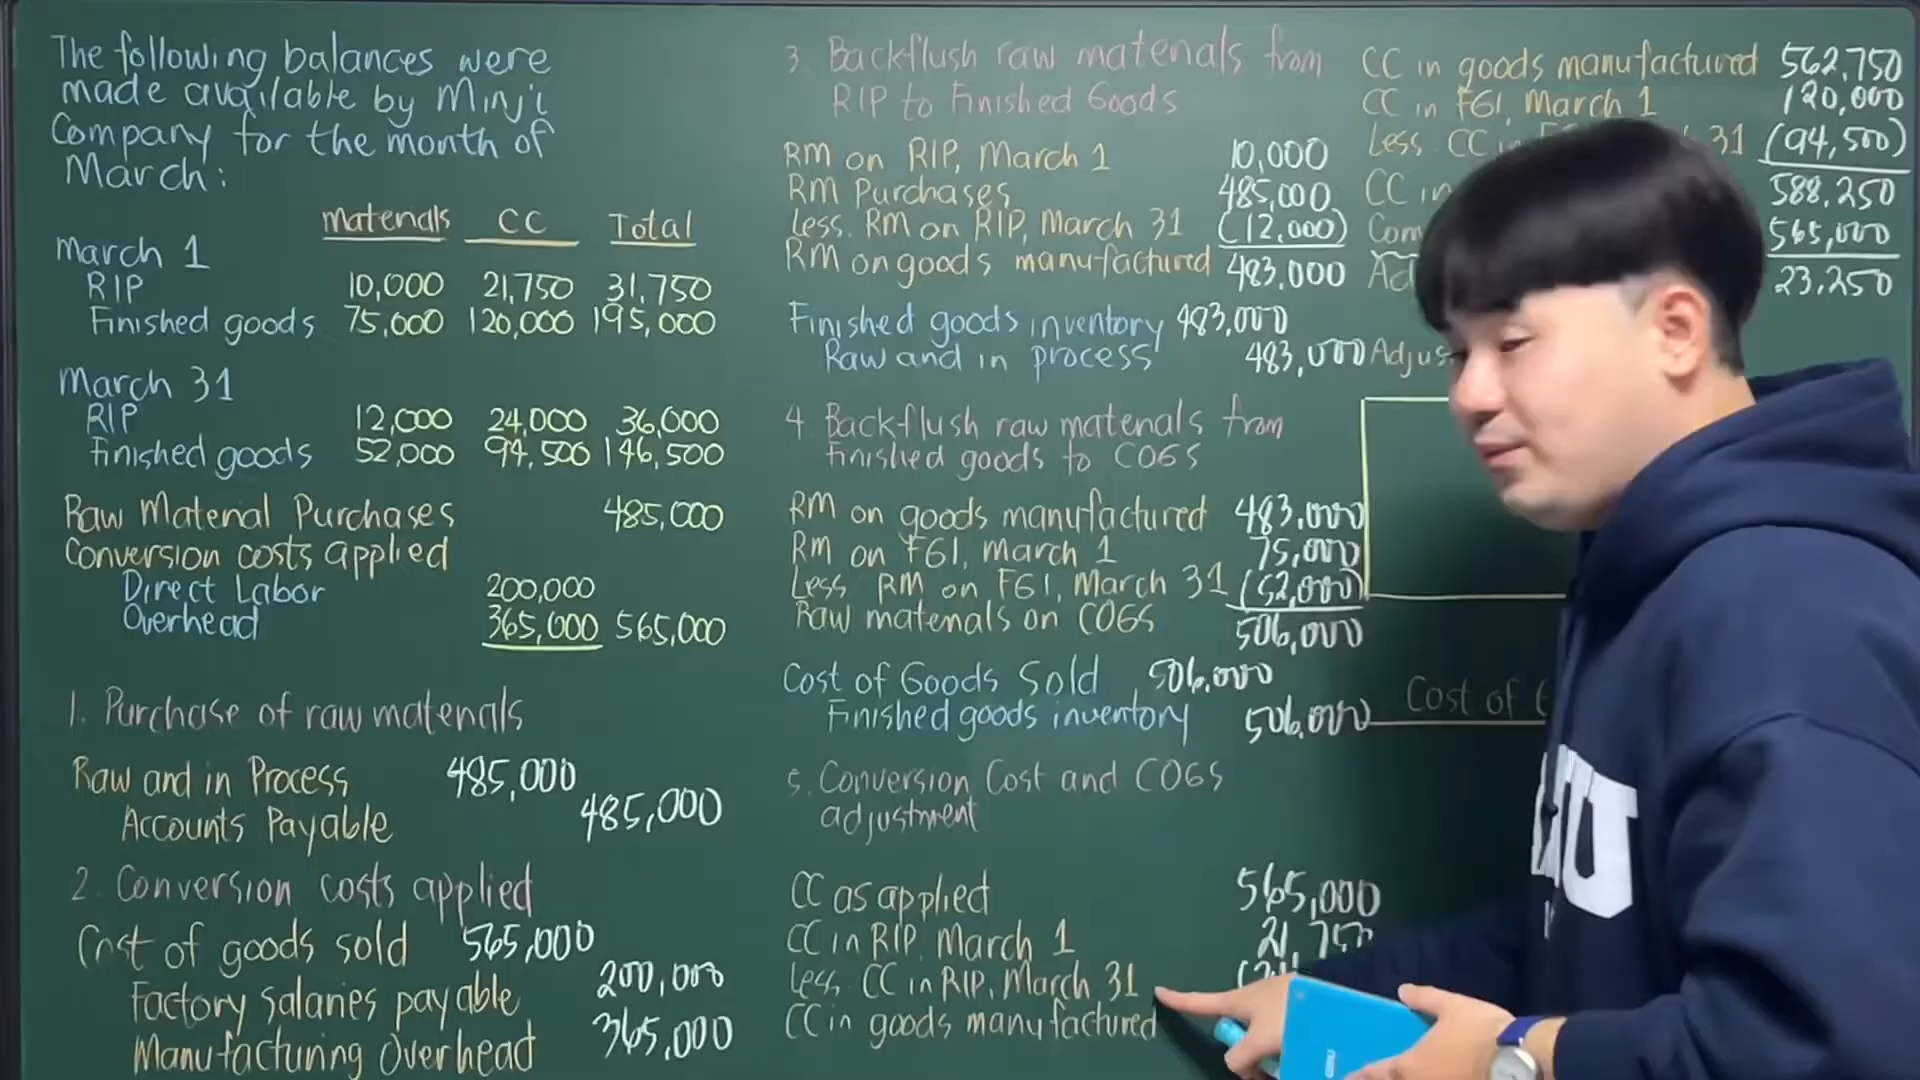 The following balances were
made available by Minji
Company for the month of
March:
Materials CC Total
March 1
RIP 10,000 21,750 31,750
Finished goods 75,000 120,000 195,000
March 31
RIP 12,000 24,000 36,000
Finished goods 52,000 94,500 146,500
Raw Material Purchases 485,000
Conversion costs applied
Direct Labor 200,000
Overhead 365,000 565,000
1. Purchase of raw materials
Raw and in Process 485,000
Accounts Payable 485,000
2. Conversion costs applied
Cost of goods sold 565,000
Factory salaries payable 200,000
Manufacturing Overhead 365,000
3. Backflush raw materials from
RIP to Finished Goods
RM on RIP, March 1 10,000
RM Purchases 485,000
Less: RM on RIP, March 31 (12,000)
RM on goods manufactured 483,000
Finished goods inventory 483,000
Raw and in process 483,000
4 Backflush raw materials from
Finished goods to COGS
RM on goods manufactured 483,000
RM on FGI, March 1 75,000
Less: RM on FGI, March 31 (52,000)
Raw materials on COGS 506,000
Cost of Goods Sold 506,000
Finished goods inventory 506,000
5. Conversion Cost and COGS
adjustment
CC as applied 565,000
CC in RIP, March 1 21,750
Less: CC in RIP, March 31
CC in goods manufactured
CC in goods manufactured 562,750
CC in FGI, March 1 120,000
Less: CC 31 (94,500)
CC in 588,250
565,000
23,250
Cost of